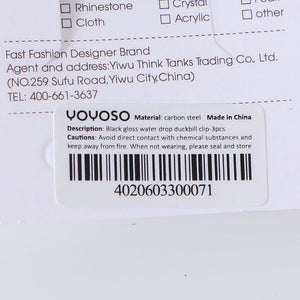 Rhinestone
Crystal
Cloth
Acrylic
other
Fast Fashion Designer Brand
Agent and address:Yiwu Think Tanks Trading Co., Ltd.
(NO.259 Sufu Road,Yiwu City,China)
TEL: 400-661-3637
YOYOSO Material: carbon steel Made in China
Description: Black gloss water drop duckbill clip-3pcs
Cautions: Avoid direct contact with chemical substances and
keep away from fire. When not wearing, please seal and store
4020603300071